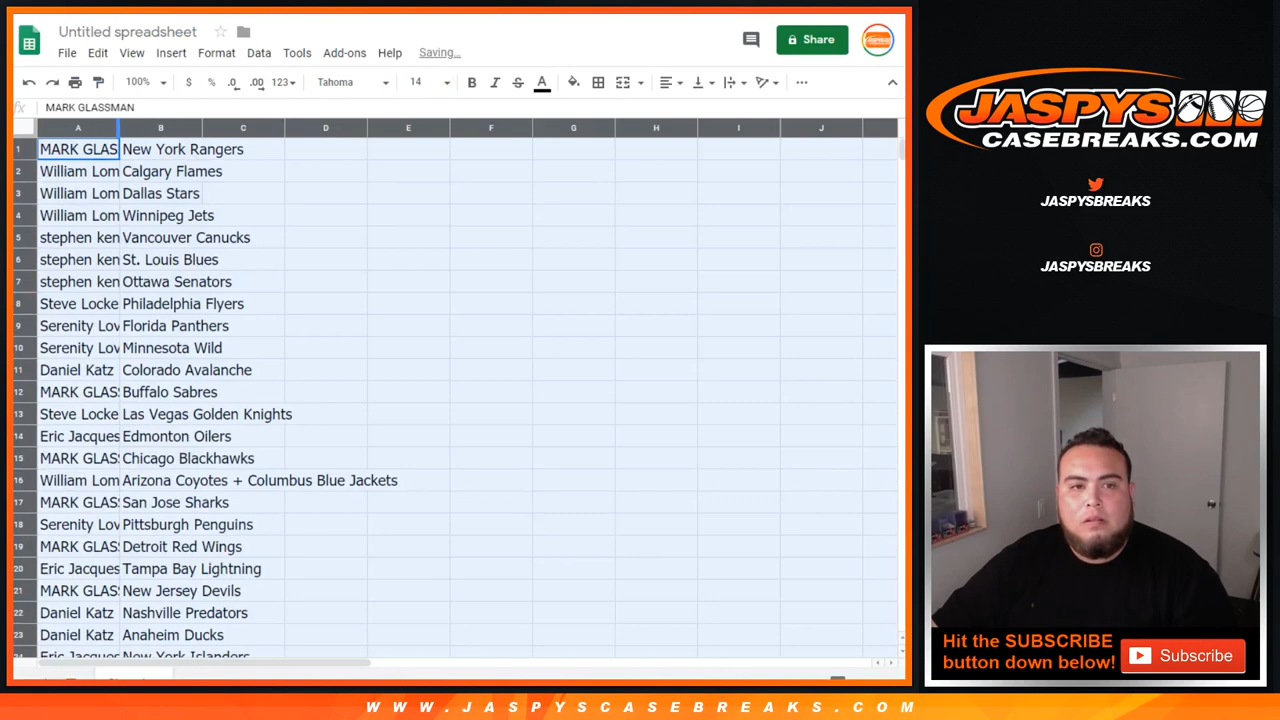 Untitled spreadsheet
File Edit View Insert Format Data Tools Add-ons Help Saving…
Share
100% $ % .0 .00 123 Tahoma 14 B I S A
fx MARK GLASSMAN
A B C D E F G H I J
1 MARK GLAS New York Rangers
2 William Lom Calgary Flames
3 William Lom Dallas Stars
4 William Lom Winnipeg Jets
5 stephen ken Vancouver Canucks
6 stephen ken St. Louis Blues
7 stephen ken Ottawa Senators
8 Steve Locke Philadelphia Flyers
9 Serenity Lov Florida Panthers
10 Serenity Lov Minnesota Wild
11 Daniel Katz Colorado Avalanche
12 MARK GLAS Buffalo Sabres
13 Steve Locke Las Vegas Golden Knights
14 Eric Jacques Edmonton Oilers
15 MARK GLAS Chicago Blackhawks
16 William Lom Arizona Coyotes + Columbus Blue Jackets
17 MARK GLAS San Jose Sharks
18 Serenity Lov Pittsburgh Penguins
19 MARK GLAS Detroit Red Wings
20 Eric Jacques Tampa Bay Lightning
21 MARK GLAS New Jersey Devils
22 Daniel Katz Nashville Predators
23 Daniel Katz Anaheim Ducks
Eric Jacques New York Islanders
JASPYS
CASEBREAKS.COM
JASPYSBREAKS
JASPYSBREAKS
Hit the SUBSCRIBE
button down below!
Subscribe
WWW.JASPYSCASEBREAKS.COM